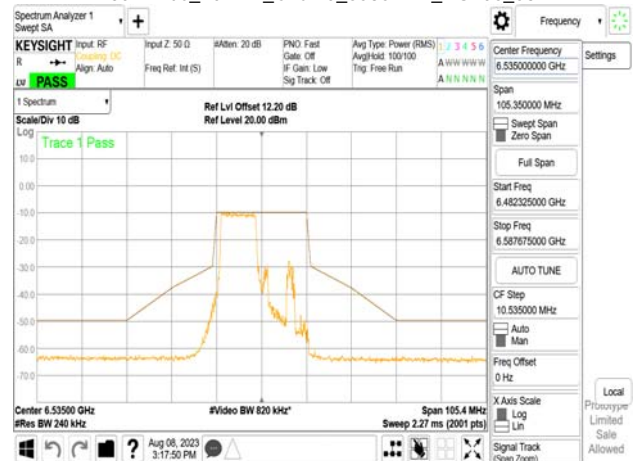 Spectrum Analyzer 1
Swept SA
Frequency
KEYSIGHT
R
LVI PASS
Input: RF
Coupling: DC
Align: Auto
Input Z: 50 Ω
Freq Ref: Int (S)
#Atten: 20 dB
PNO: Fast
Gate: Off
IF Gain: Low
Sig Track: Off
Avg Type: Power (RMS)
Avg|Hold: 100/100
Trig: Free Run
1 2 3 4 5 6
A W W W W W
A N N N N N
Center Frequency
6.535000000 GHz
Settings
Span
105.350000 MHz
Swept Span
Zero Span
Full Span
Start Freq
6.482325000 GHz
Stop Freq
6.587675000 GHz
AUTO TUNE
CF Step
10.535000 MHz
Auto
Man
Freq Offset
0 Hz
X Axis Scale
Log
Lin
Signal Track
(Span Zoom)
Local
Prototype
Limited
Sale
Allowed
1 Spectrum
Scale/Div 10 dB
Ref Lvl Offset 12.20 dB
Ref Level 20.00 dBm
Log
Trace 1 Pass
10.0
0.00
-10.0
-20.0
-30.0
-40.0
-50.0
-60.0
-70.0
Center 6.53500 GHz
#Res BW 240 kHz
#Video BW 820 kHz*
Span 105.4 MHz
Sweep 2.27 ms (2001 pts)
?
Aug 08, 2023
3:17:50 PM